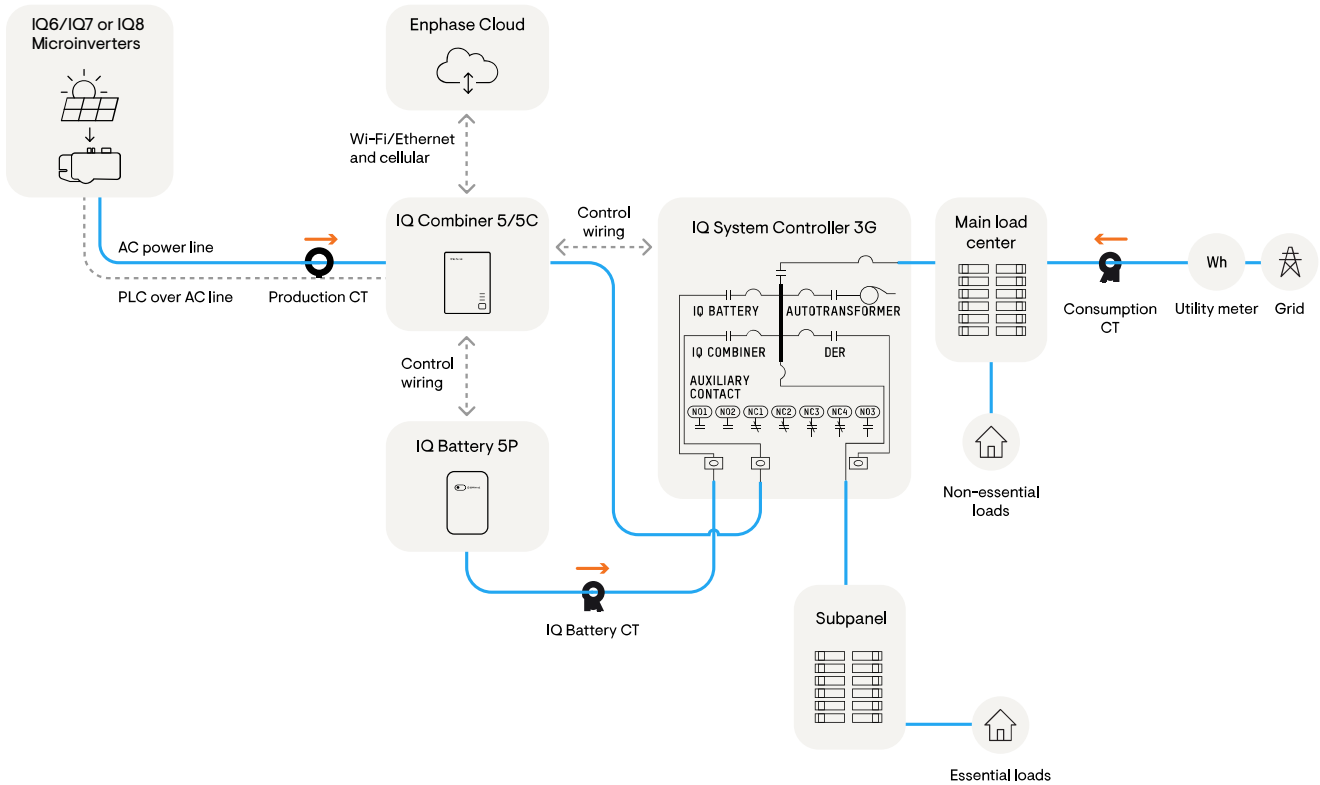 IQ6/IQ7 or IQ8
Microinverters
Enphase Cloud
Wi-Fi/Ethernet
and cellular
IQ Combiner 5/5C
Control
wiring
IQ System Controller 3G
Main load
center
AC power line
PLC over AC line
Production CT
Wh
Consumption
CT
Utility meter
Grid
IQ BATTERY
AUTOTRANSFORMER
IQ COMBINER
DER
AUXILIARY
CONTACT
NO1 NO2 NC1 NC2 NC3 NC4 NO3
Control
wiring
IQ Battery 5P
Non-essential
loads
IQ Battery CT
Subpanel
Essential loads